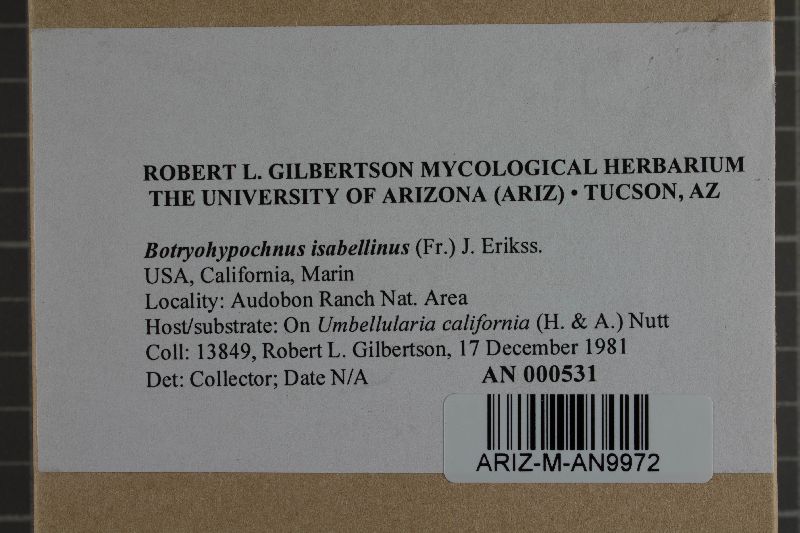 ROBERT L. GILBERTSON MYCOLOGICAL HERBARIUM
THE UNIVERSITY OF ARIZONA (ARIZ) • TUCSON, AZ
Botryohypochnus isabellinus (Fr.) J. Erikss.
USA, California, Marin
Locality: Audobon Ranch Nat. Area
Host/substrate: On Umbellularia california (H. & A.) Nutt
Coll: 13849, Robert L. Gilbertson, 17 December 1981
Det: Collector; Date N/A AN 000531
ARIZ-M-AN9972